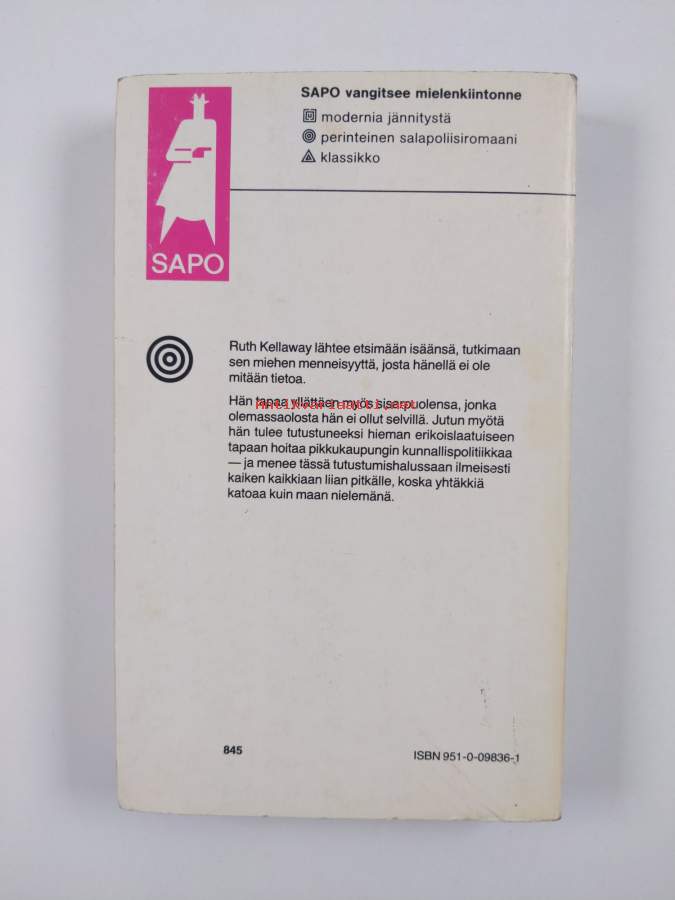 SAPO vangitsee mielenkiintonne
modernia jännitystä
perinteinen salapoliisiromaani
klassikko
SAPO
Ruth Kellaway lähtee etsimään isäänsä, tutkimaan
sen miehen menneisyyttä, josta hänellä ei ole
mitään tietoa.
Hän tapaa yllättäen myös sisarpuolensa, jonka
Antikvariaatti.net
olemassaolosta hän ei ollut selvillä. Jutun myötä
hän tulee tutustuneeksi hieman erikoislaatuiseen
tapaan hoitaa pikkukaupungin kunnallispolitiikkaa
— ja menee tässä tutustumishalussaan ilmeisesti
kaiken kaikkiaan liian pitkälle, koska yhtäkkiä
katoaa kuin maan nielemänä.
845
ISBN 951-0-09836-1